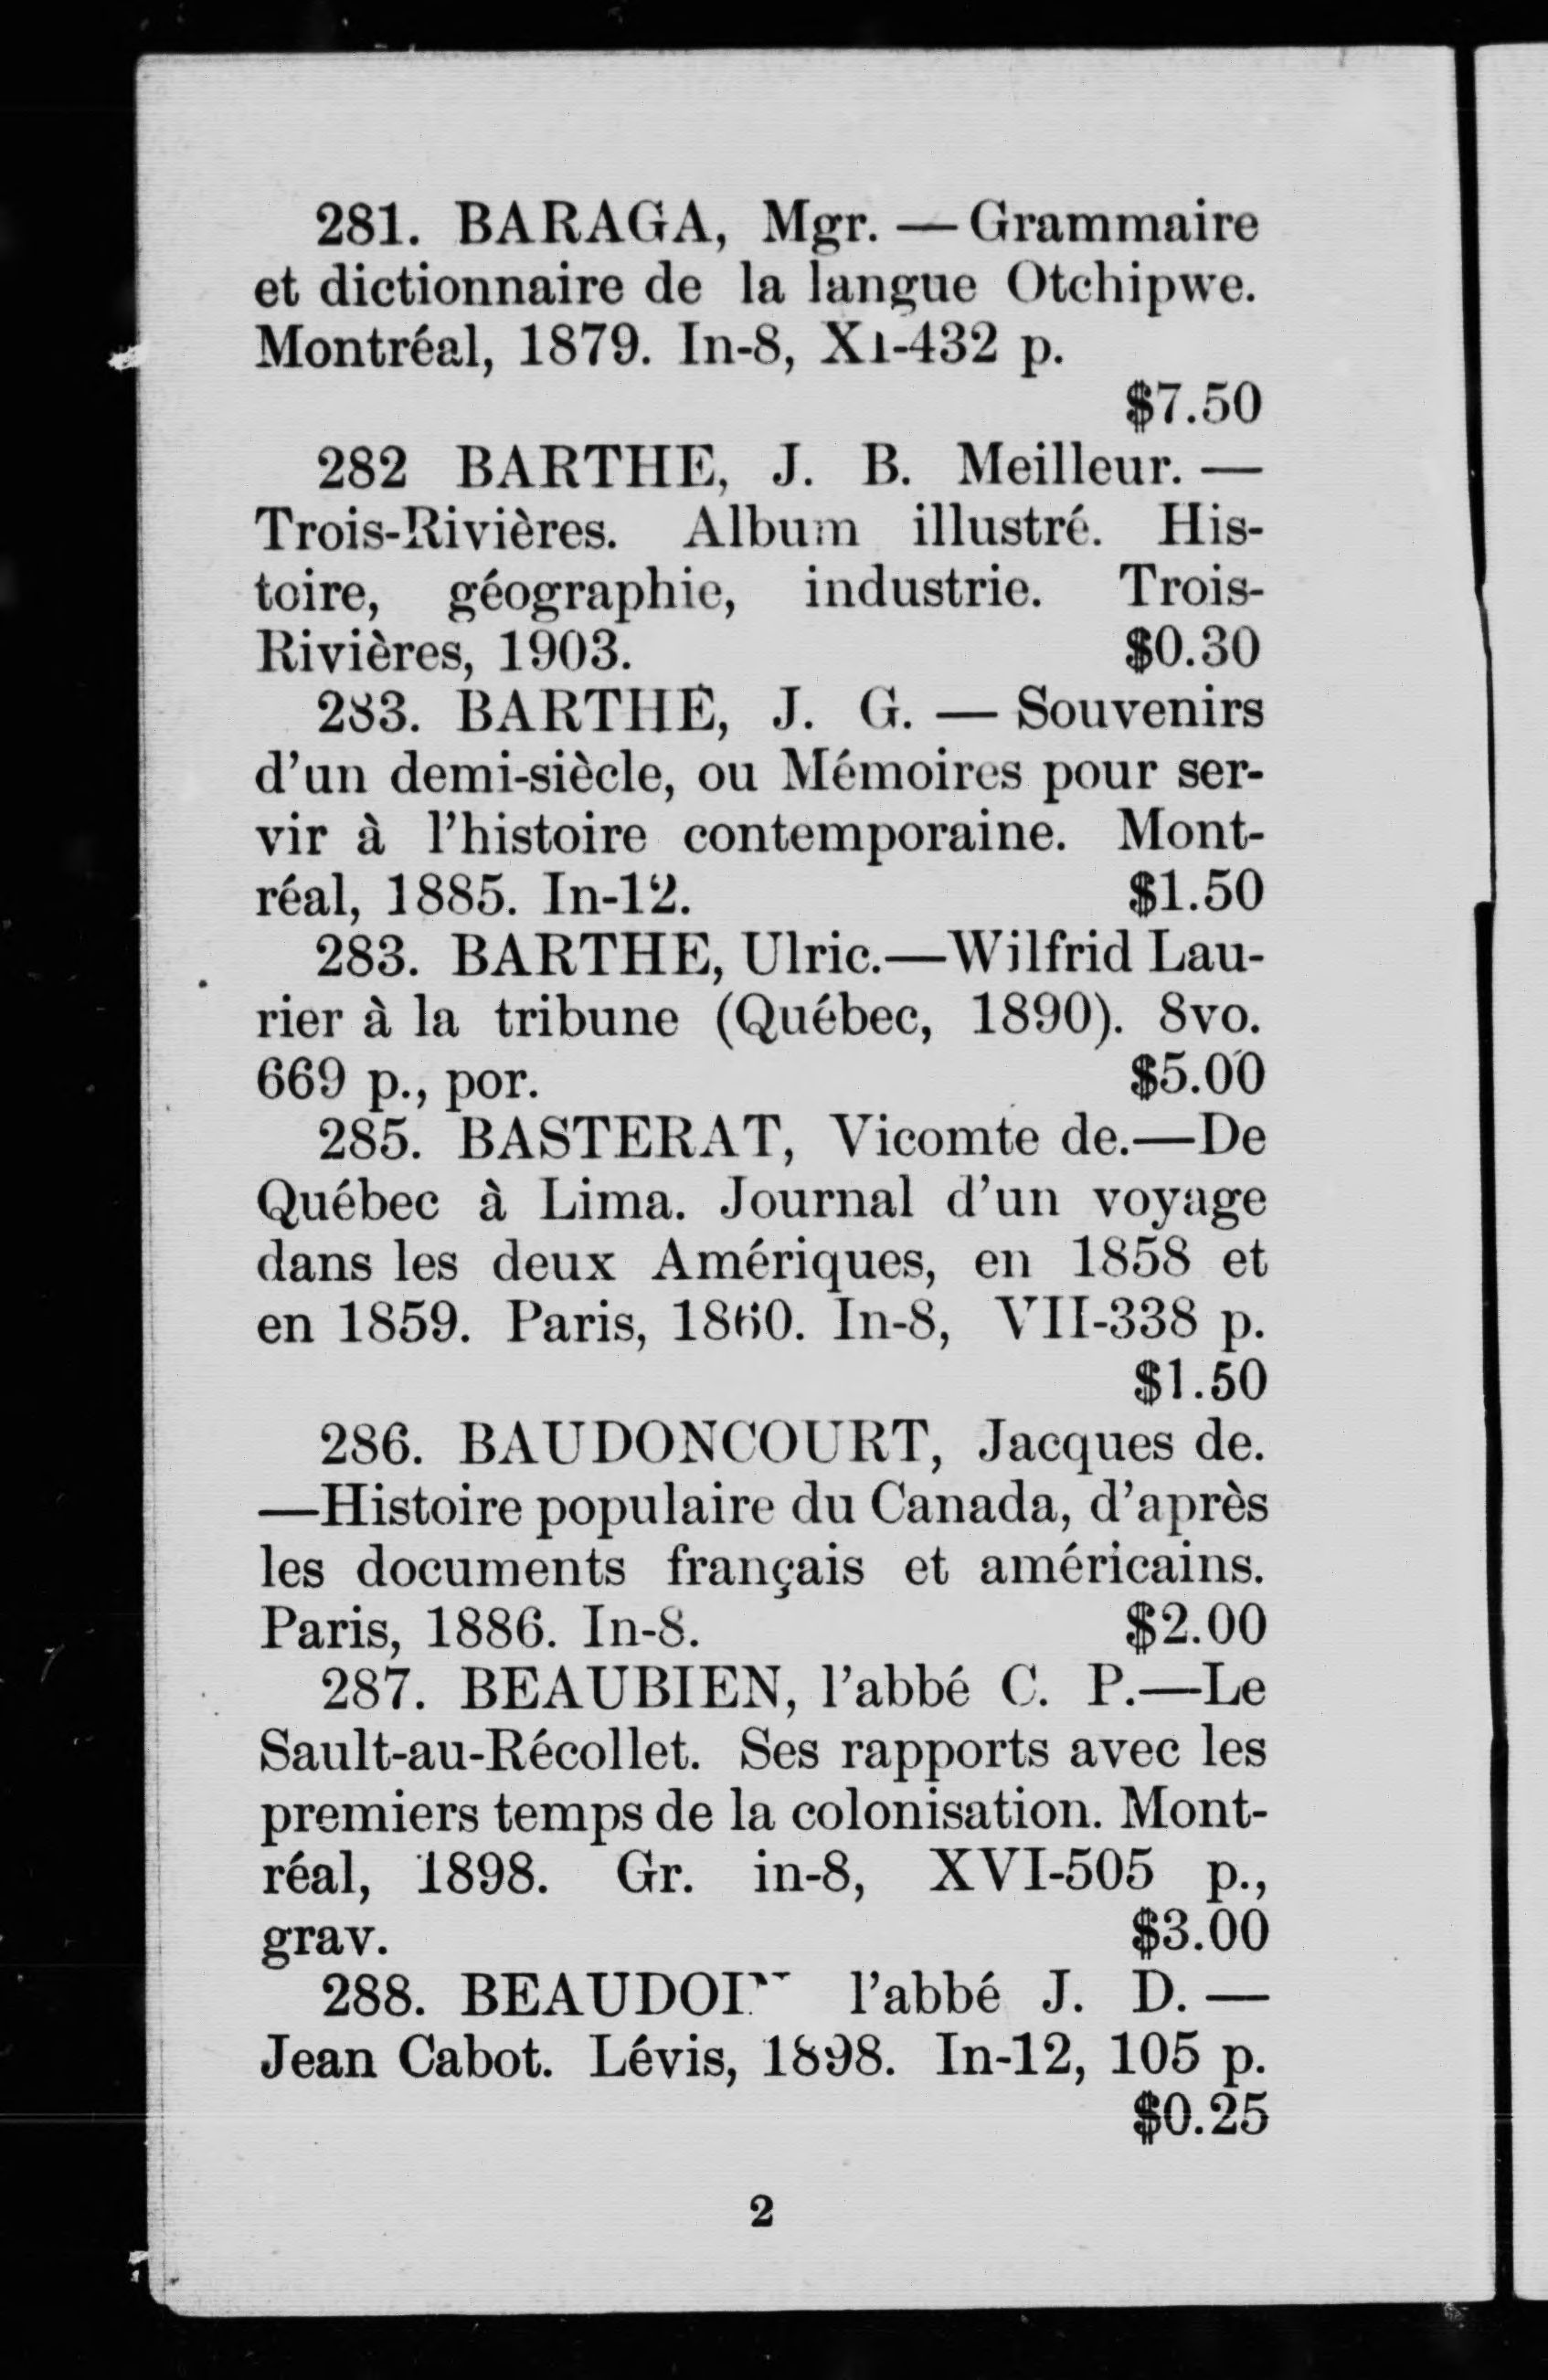 281. BARAGA, Mgr. — Grammaire
et dictionnaire de la langue Otchipwe.
Montréal, 1879. In-8, XI-432 p.
$7.50
282 BARTHE, J. B. Meilleur. —
Trois-Rivières. Album illustré. His-
toire, géographie, industrie. Trois-
Rivières, 1903. $0.30
283. BARTHE, J. G. — Souvenirs
d'un demi-siècle, ou Mémoires pour ser-
vir à l'histoire contemporaine. Mont-
réal, 1885. In-12. $1.50
283. BARTHE, Ulric.—Wilfrid Lau-
rier à la tribune (Québec, 1890). 8vo.
669 p., por. $5.00
285. BASTERAT, Vicomte de.—De
Québec à Lima. Journal d'un voyage
dans les deux Amériques, en 1858 et
en 1859. Paris, 1860. In-8, VII-338 p.
$1.50
286. BAUDONCOURT, Jacques de.
—Histoire populaire du Canada, d'après
les documents français et américains.
Paris, 1886. In-8. $2.00
287. BEAUBIEN, l'abbé C. P.—Le
Sault-au-Récollet. Ses rapports avec les
premiers temps de la colonisation. Mont-
réal, 1898. Gr. in-8, XVI-505 p.,
grav. $3.00
288. BEAUDOIN l'abbé J. D. —
Jean Cabot. Lévis, 1898. In-12, 105 p.
$0.25
2